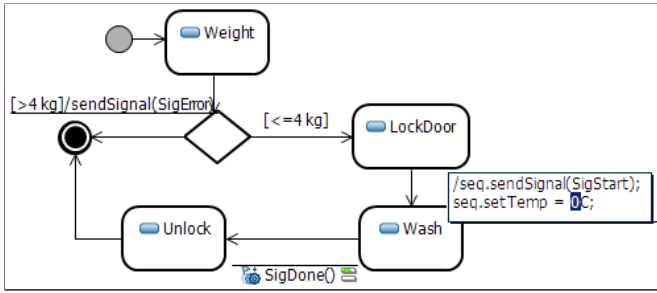 Weight
[>4 kg]/sendSignal(SigError)
[<=4 kg]
LockDoor
/seq.sendSignal(SigStart);
seq.setTemp = 0C;
Unlock
Wash
SigDone()